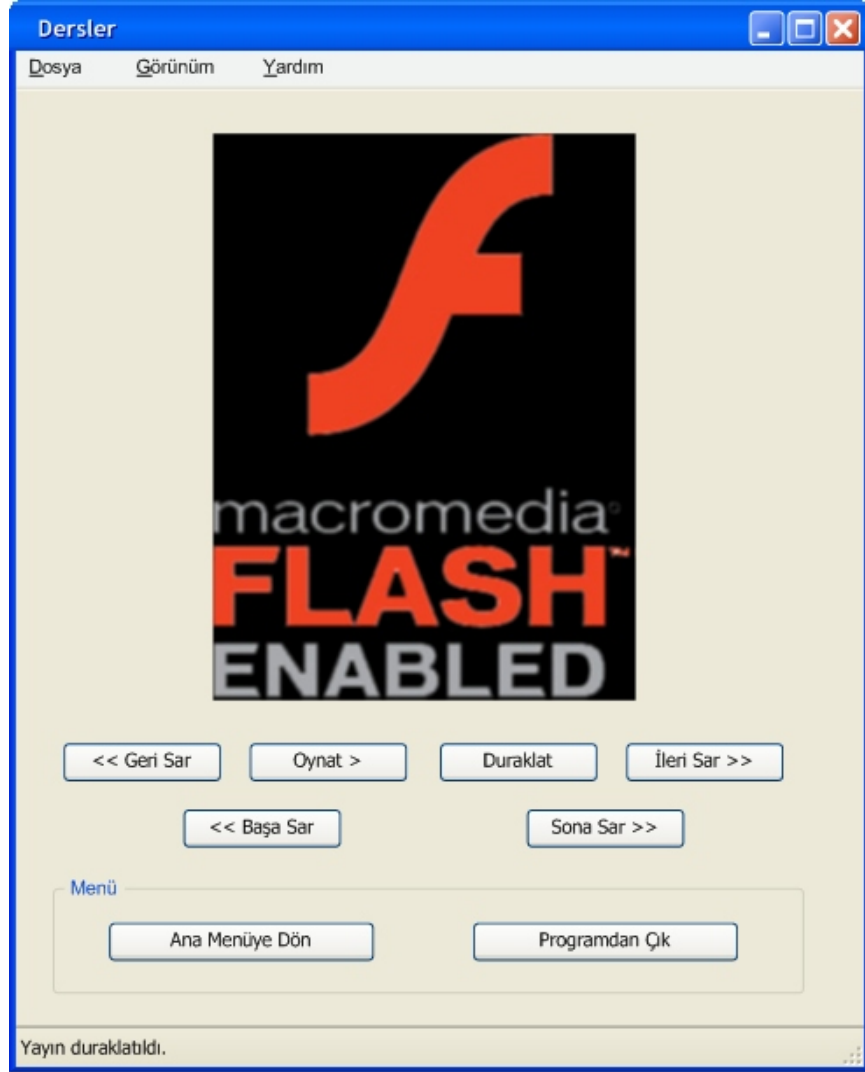 Dersler
Dosya Görünüm Yardım
macromedia®
FLASH™
ENABLED
<< Geri Sar Oynat > Duraklat İleri Sar >>
<< Başa Sar Sona Sar >>
Menü
Ana Menüye Dön Programdan Çık
Yayın duraklatıldı.